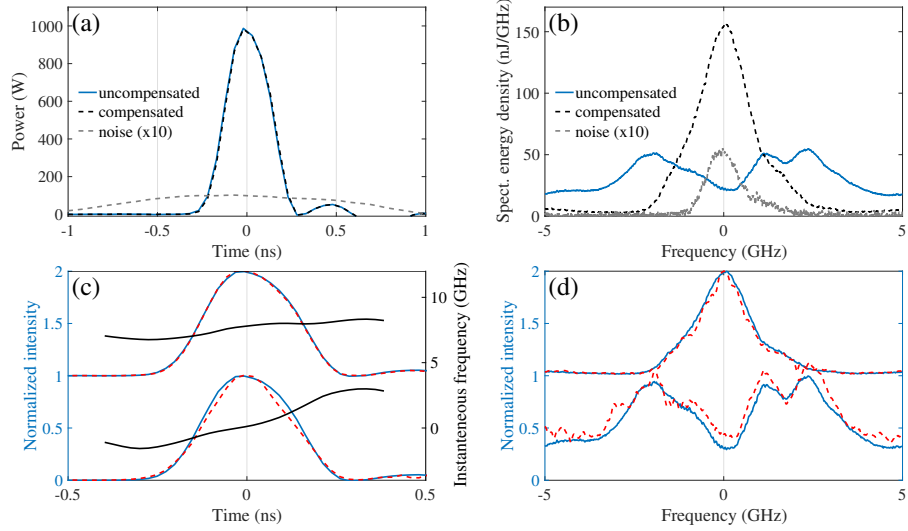 (a)
1000
800
600
400
200
0
Power (W)
uncompensated
compensated
noise (x10)
-1
-0.5
0
0.5
1
Time (ns)
(b)
150
100
50
0
Spect. energy density (nJ/GHz)
uncompensated
compensated
noise (x10)
-5
0
5
Frequency (GHz)
(c)
2
1.5
1
0.5
0
Normalized intensity
10
5
0
Instanteneous frequency (GHz)
-0.5
0
0.5
Time (ns)
(d)
2
1.5
1
0.5
0
Normalized intensity
-5
0
5
Frequency (GHz)